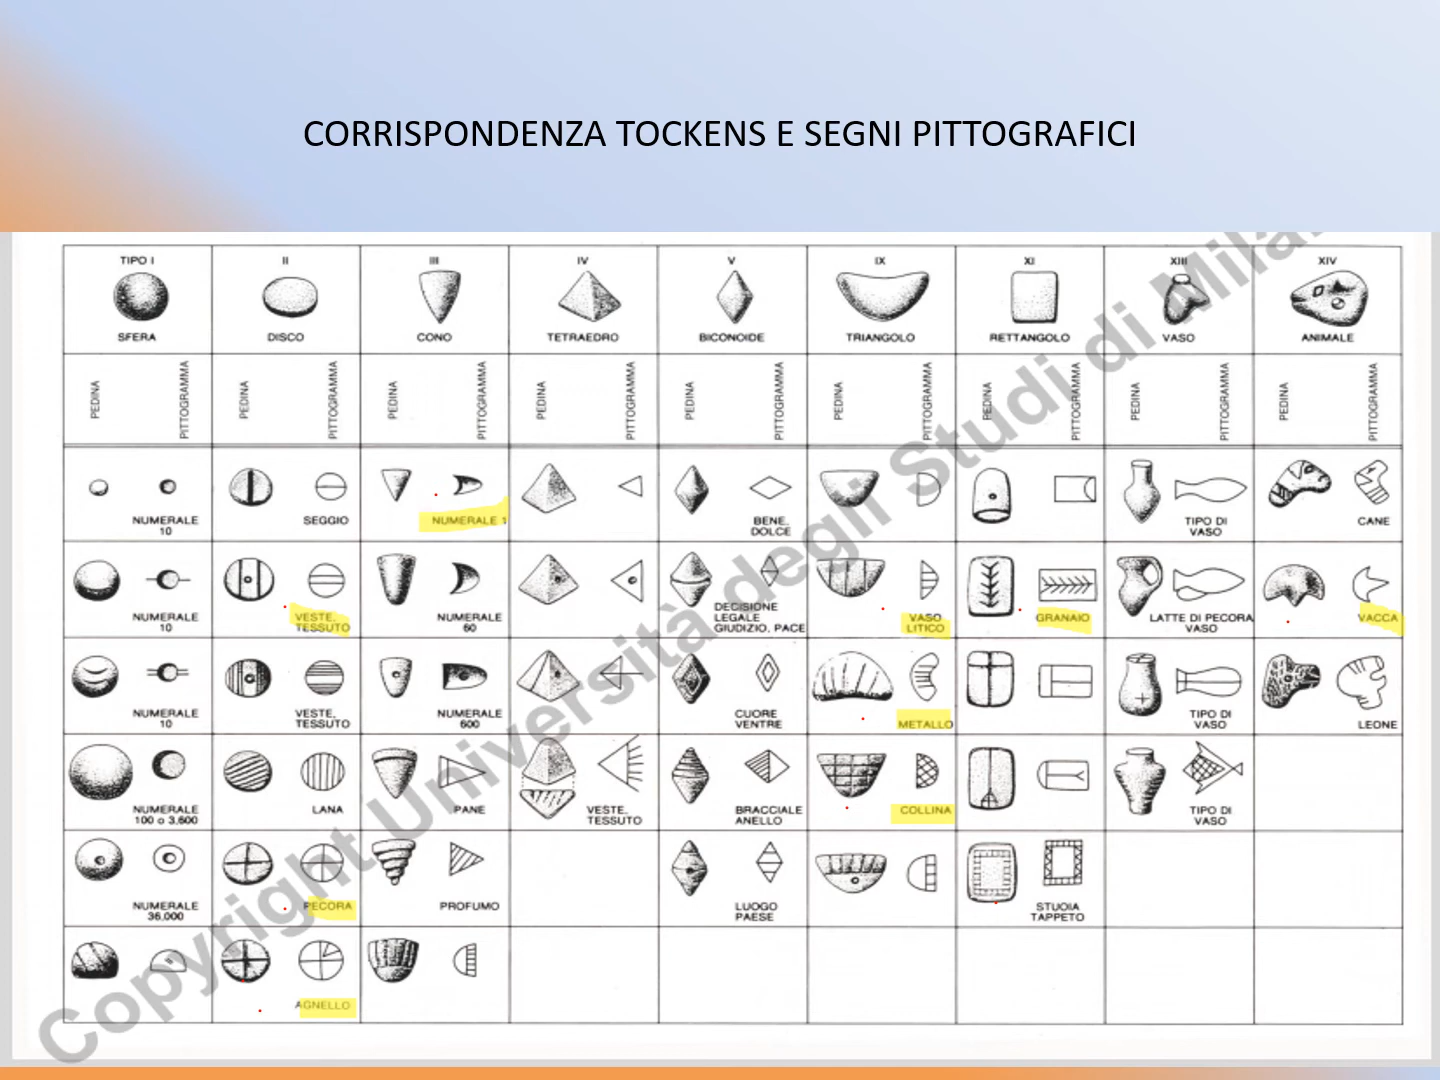 CORRISPONDENZA TOCKENS E SEGNI PITTOGRAFICI
TIPO I
SFERA
II
DISCO
III
CONO
IV
TETRAEDRO
V
BICONOIDE
IX
TRIANGOLO
XI
RETTANGOLO
XIII
VASO
XIV
ANIMALE
PEDINA
PITTOGRAMMA
PEDINA
PITTOGRAMMA
PEDINA
PITTOGRAMMA
PEDINA
PITTOGRAMMA
PEDINA
PITTOGRAMMA
PEDINA
PITTOGRAMMA
PEDINA
PITTOGRAMMA
PEDINA
PITTOGRAMMA
PEDINA
PITTOGRAMMA
NUMERALE
10
SEGGIO
NUMERALE 1
BENE,
DOLCE
TIPO DI
VASO
CANE
NUMERALE
10
VESTE,
TESSUTO
NUMERALE
60
DECISIONE
LEGALE
GIUDIZIO, PACE
VASO
LITICO
GRANAIO
LATTE DI PECORA
VASO
VACCA
NUMERALE
10
VESTE,
TESSUTO
NUMERALE
600
CUORE
VENTRE
METALLO
TIPO DI
VASO
LEONE
NUMERALE
100 o 3,600
LANA
PANE
VESTE,
TESSUTO
BRACCIALE
ANELLO
COLLINA
TIPO DI
VASO
NUMERALE
36,000
PECORA
PROFUMO
LUOGO
PAESE
STUOIA
TAPPETO
AGNELLO
Copyright Università degli Studi di Mila